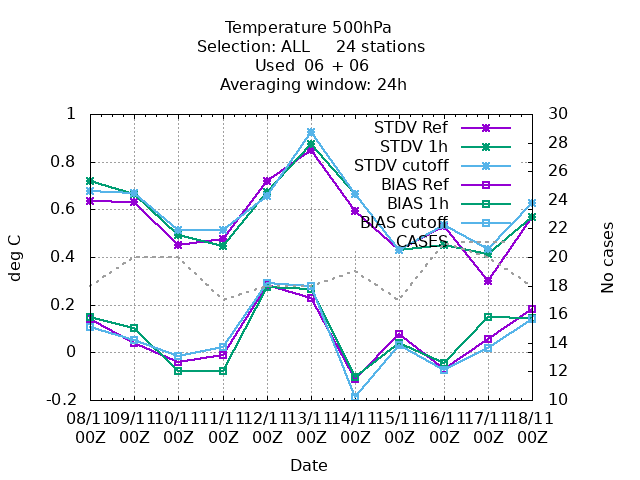 Temperature 500hPa
Selection: ALL 24 stations
Used 06 + 06
Averaging window: 24h
1
0.8
0.6
0.4
0.2
0
-0.2
deg C
30
28
26
24
22
20
18
16
14
12
10
No cases
STDV Ref
STDV 1h
STDV cutoff
BIAS Ref
BIAS 1h
BIAS cutoff
CASES
08/11 09/11 10/11 11/11 12/11 13/11 14/11 15/11 16/11 17/11 18/11
00Z 00Z 00Z 00Z 00Z 00Z 00Z 00Z 00Z 00Z 00Z
Date